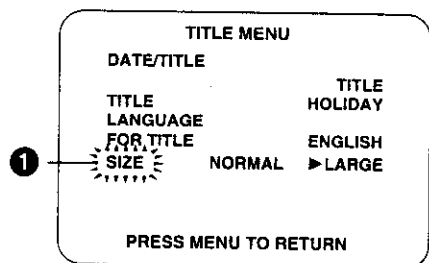 TITLE MENU
DATE/TITLE
TITLE
TITLE HOLIDAY
LANGUAGE
FOR TITLE ENGLISH
1 SIZE NORMAL ▶LARGE
PRESS MENU TO RETURN